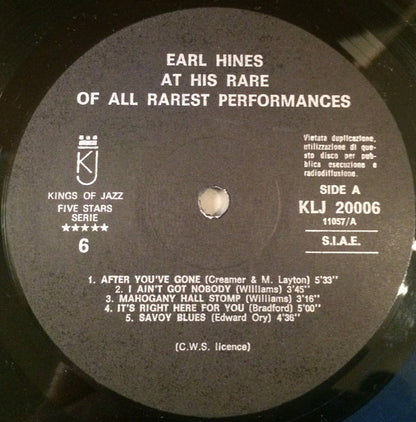 EARL HINES
AT HIS RARE
OF ALL RAREST PERFORMANCES
KJ
KINGS OF JAZZ
FIVE STARS
SERIE
★★★★★
6
Vietata duplicazione,
utilizzazione di que-
sto disco per pub-
blica esecuzione e
radiodiffusione.
SIDE A
KLJ 20006
11057/A
S.I.A.E.
1. AFTER YOU'VE GONE (Creamer & M. Layton) 5'33"
2. I AIN'T GOT NOBODY (Williams) 3'45"
3. MAHOGANY HALL STOMP (Williams) 3'16"
4. IT'S RIGHT HERE FOR YOU (Bradford) 5'00"
5. SAVOY BLUES (Edward Ory) 4'36"
(C.W.S. licence)